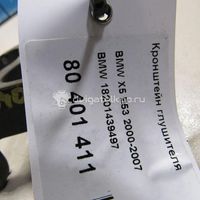 Кронштейн глушителя
BMW X5 E53 2000-2007
BMW 18201439497
80 401 411